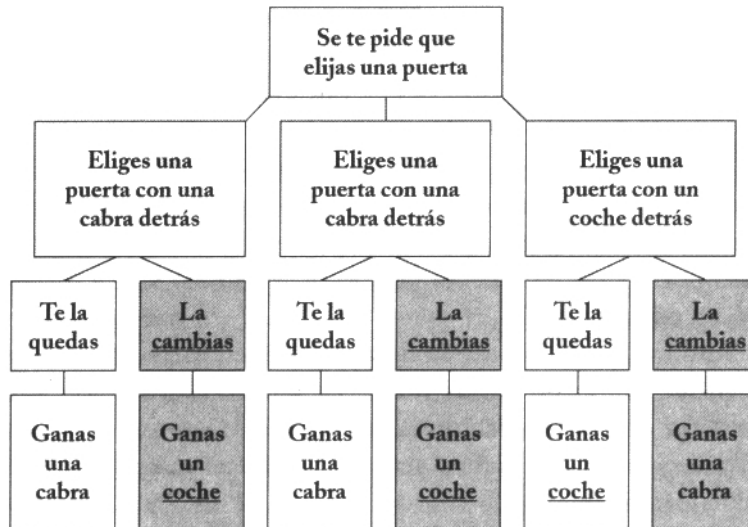 Se te pide que
elijas una puerta
Eliges una
puerta con una
cabra detrás
Eliges una
puerta con una
cabra detrás
Eliges una
puerta con un
coche detrás
Te la
quedas
La
cambias
Te la
quedas
La
cambias
Te la
quedas
La
cambias
Ganas
una
cabra
Ganas
un
coche
Ganas
una
cabra
Ganas
un
coche
Ganas
un
coche
Ganas
una
cabra